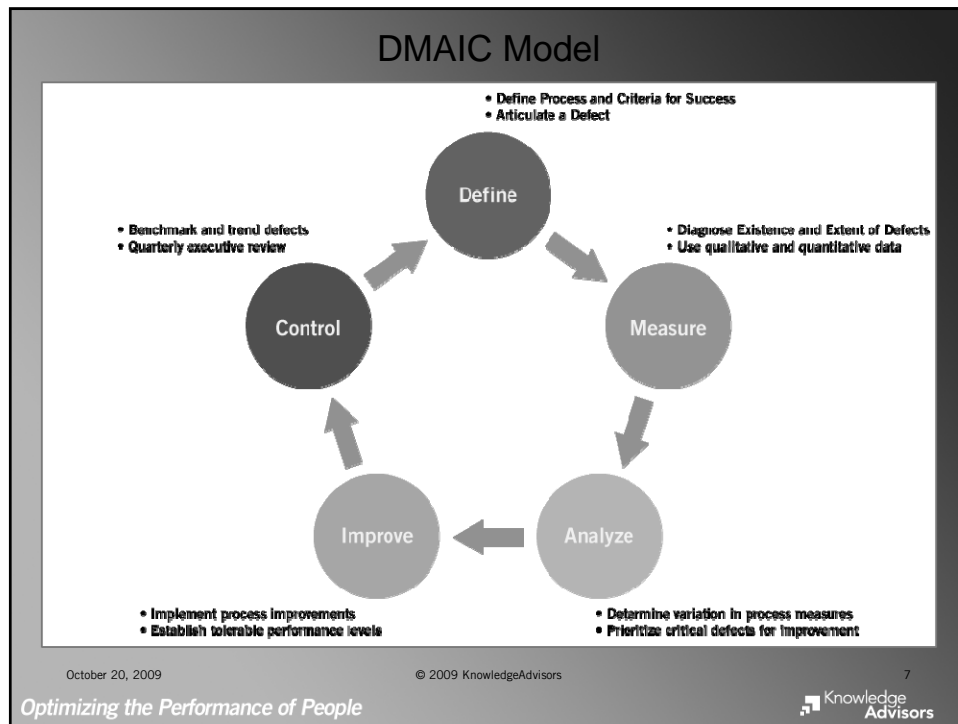 DMAIC Model
• Define Process and Criteria for Success
• Articulate a Defect
Define
• Benchmark and trend defects
• Quarterly executive review
• Diagnose Existence and Extent of Defects
• Use qualitative and quantitative data
Control
Measure
Improve
Analyze
• Implement process improvements
• Establish tolerable performance levels
• Determine variation in process measures
• Prioritize critical defects for improvement
October 20, 2009
© 2009 KnowledgeAdvisors
7
Optimizing the Performance of People
Knowledge
Advisors